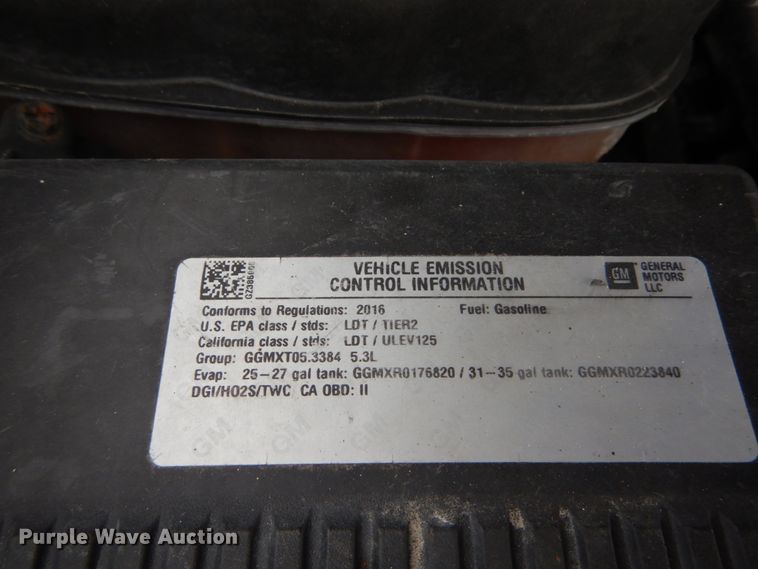 VEHICLE EMISSION
CONTROL INFORMATION
GM GENERAL
MOTORS
LLC
Conforms to Regulations: 2016 Fuel: Gasoline
U.S. EPA class / stds: LDT / TIER2
California class / stds: LDT / ULEV125
Group: GGMXT05.3384 5.3L
Evap: 25-27 gal tank: GGMXR0176820 / 31-35 gal tank: GGMXR0223840
DGI/HO2S/TWC CA OBD: II
Purple Wave Auction